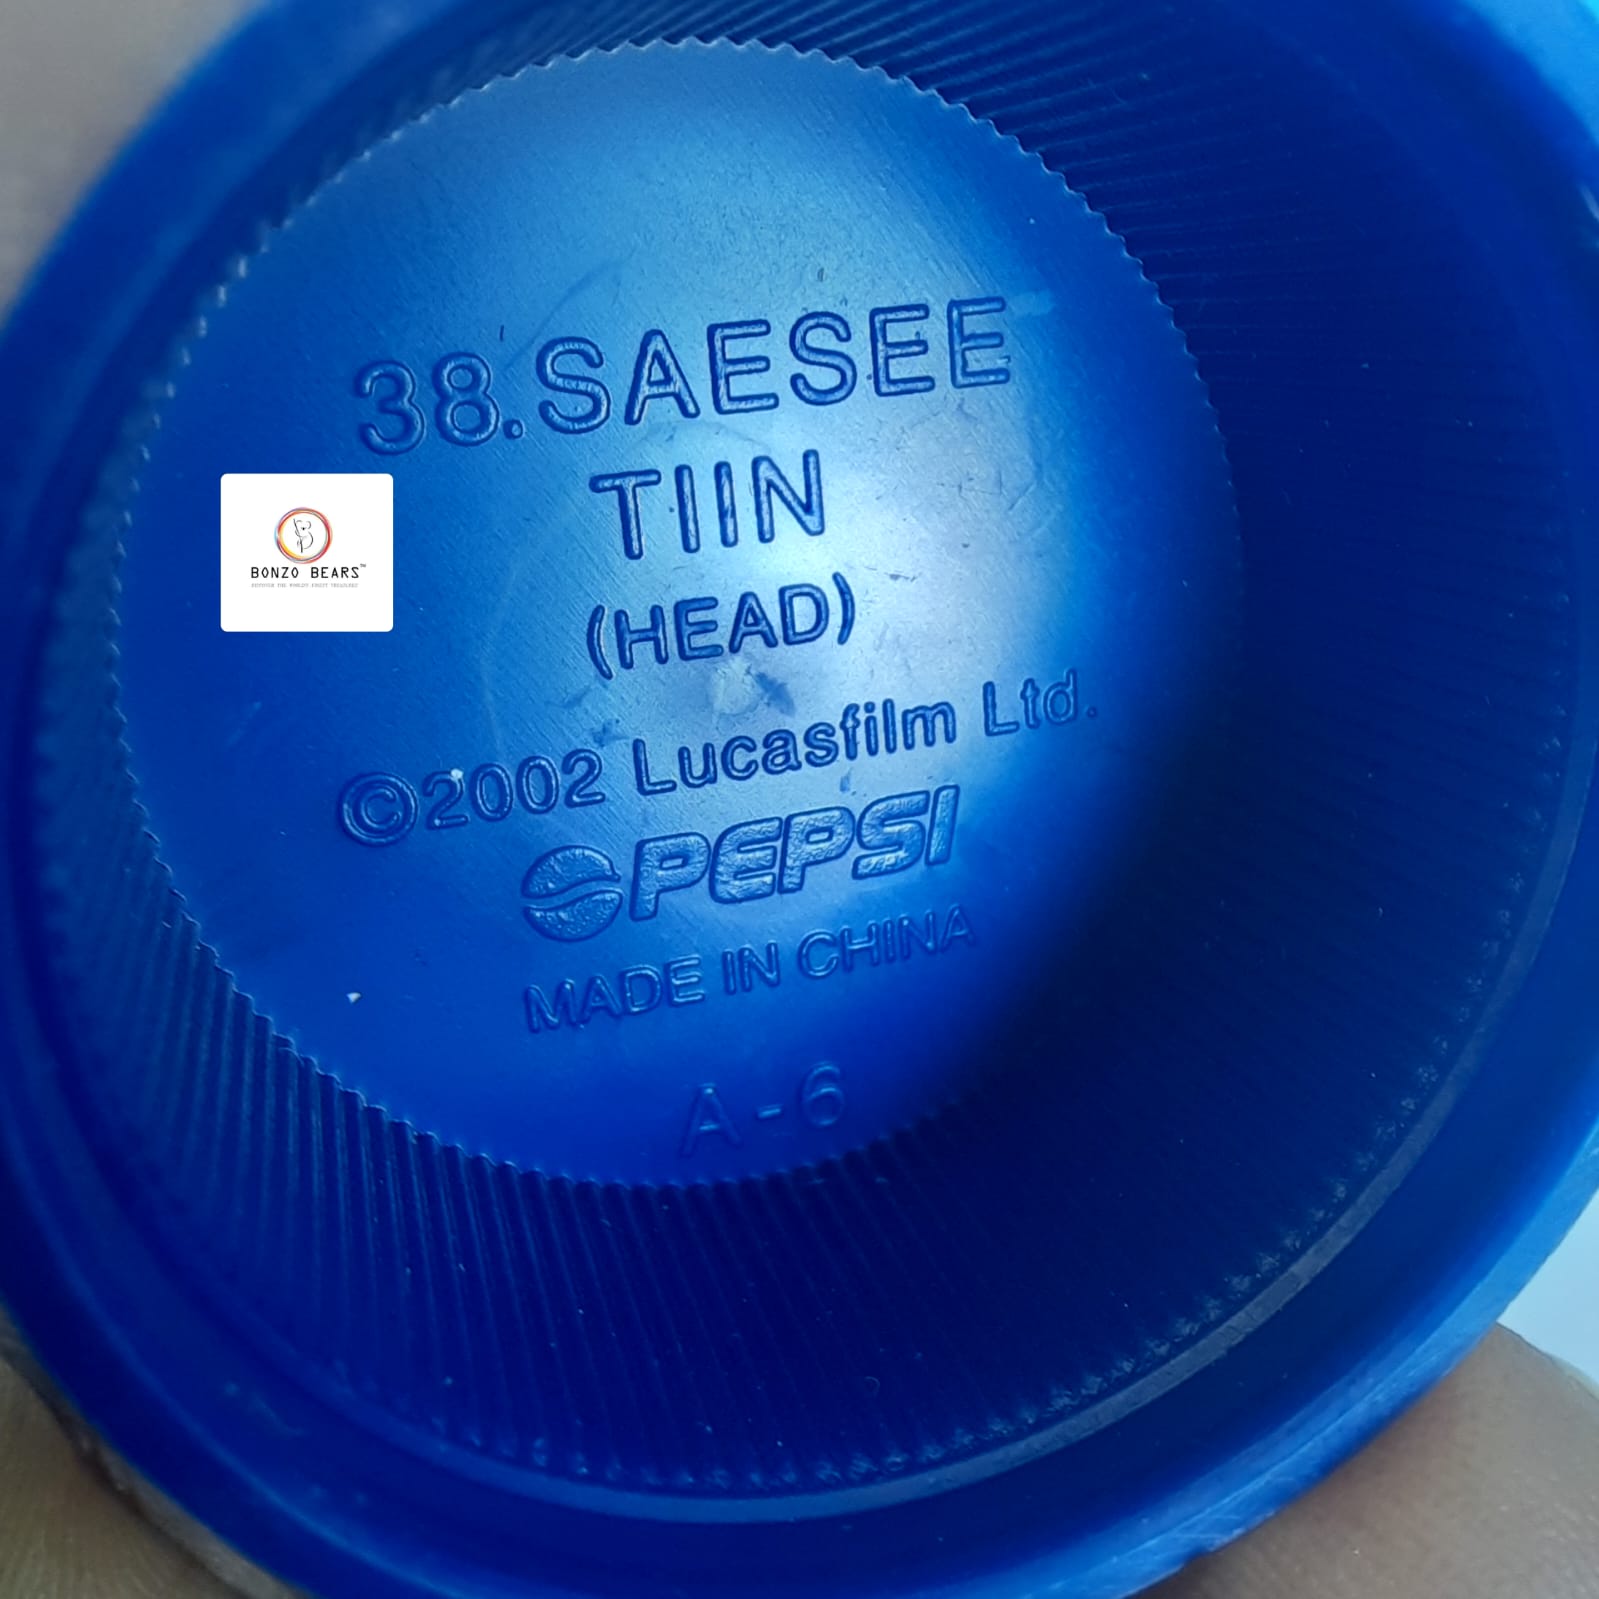 38.SAESEE
TIIN
(HEAD)
©2002 Lucasfilm Ltd.
PEPSI
MADE IN CHINA
A-6
BONZO BEARS™